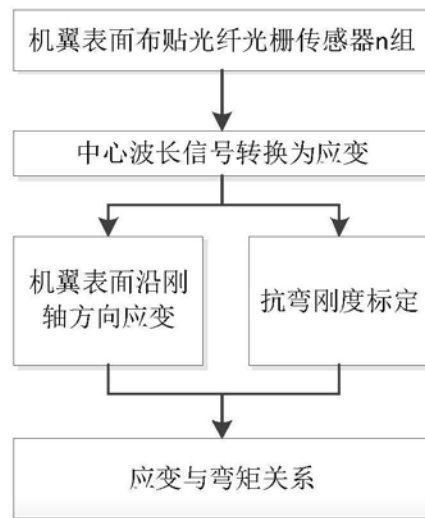 机翼表面布贴光纤光栅传感器n组
中心波长信号转换为应变
机翼表面沿刚
轴方向应变
抗弯刚度标定
应变与弯矩关系